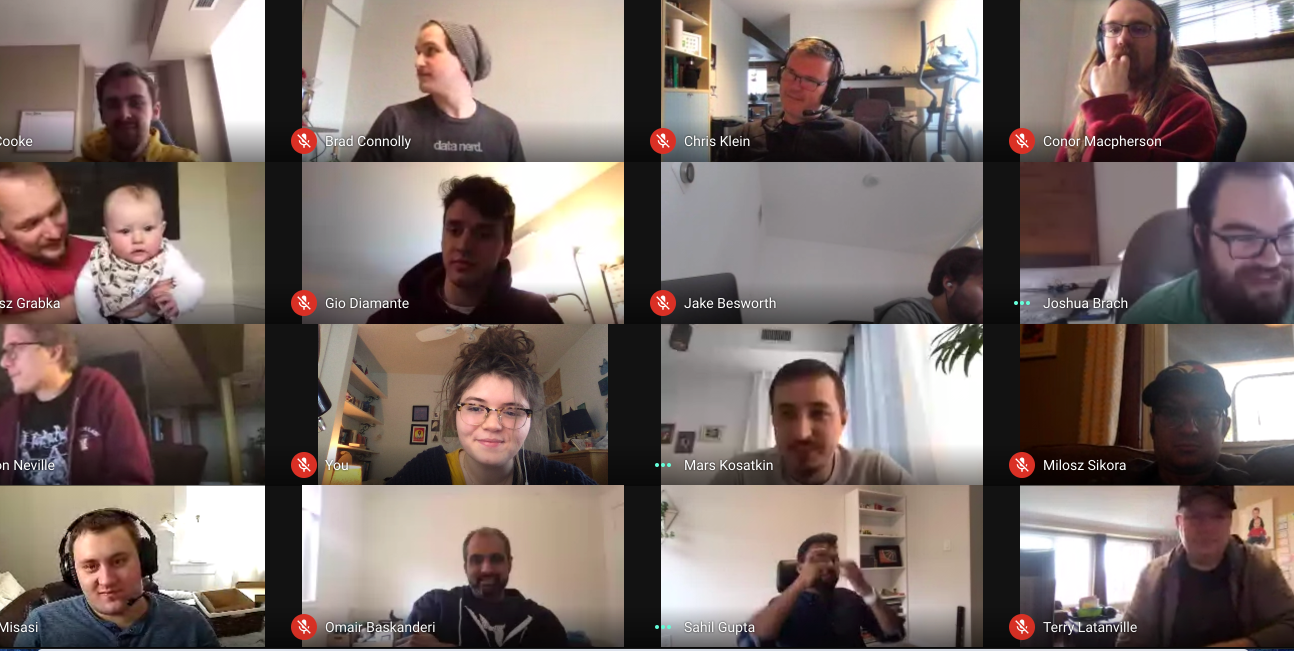 Cooke
Brad Connolly
data nerd.
Chris Klein
Conor Macpherson
sz Grabka
Gio Diamante
Jake Besworth
Joshua Brach
on Neville
You
Mars Kosatkin
Milosz Sikora
Misasi
Omair Baskanderi
Sahil Gupta
Terry Latanville